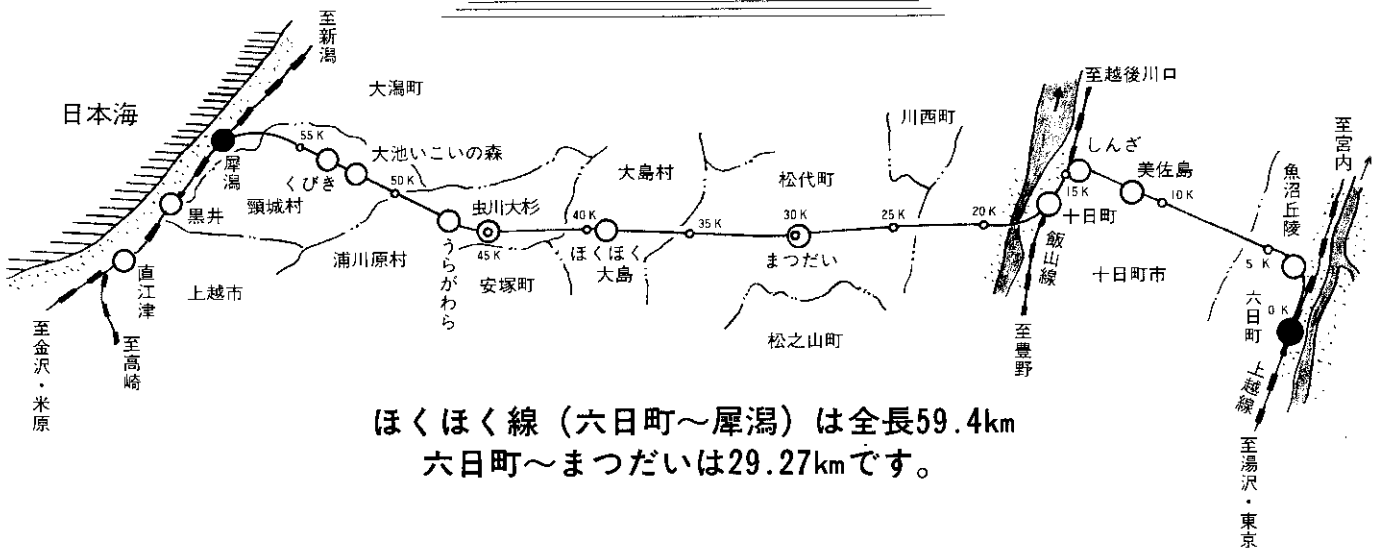 至新潟
大潟町
日本海
犀潟
55K
くびき
大池いこいの森
50K
黒井
頸城村
直江津
上越市
至金沢・米原
至高崎
浦川原村
うらがわら
虫川大杉
45K
安塚町
40K
ほくほく
大島
大島村
35K
松代町
30K
まつだい
松之山町
川西町
25K
20K
至越後川口
しんざ
15K
十日町
飯山線
至豊野
美佐島
10K
十日町市
至宮内
魚沼丘陵
5K
0K
六日町
上越線
至湯沢・東京
ほくほく線(六日町〜犀潟)は全長59.4km
六日町〜まつだいは29.27kmです。